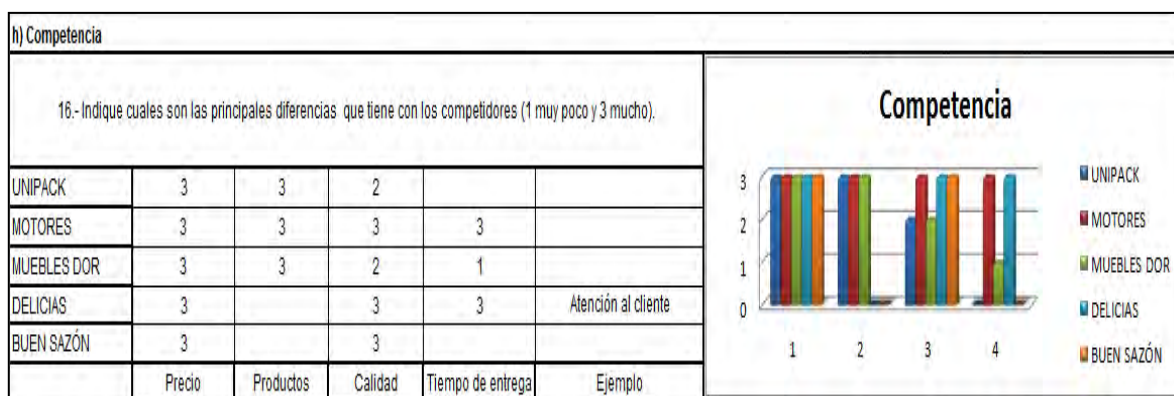 h) Competencia
16.- Indique cuales son las principales diferencias que tiene con los competidores (1 muy poco y 3 mucho).
UNIPACK 3 3 2
MOTORES 3 3 3 3
MUEBLES DOR 3 3 2 1
DELICIAS 3 3 3 Atención al cliente
BUEN SAZÓN 3 3
Precio Productos Calidad Tiempo de entrega Ejemplo
Competencia
3
2
1
0
1 2 3 4
UNIPACK
MOTORES
MUEBLES DOR
DELICIAS
BUEN SAZÓN